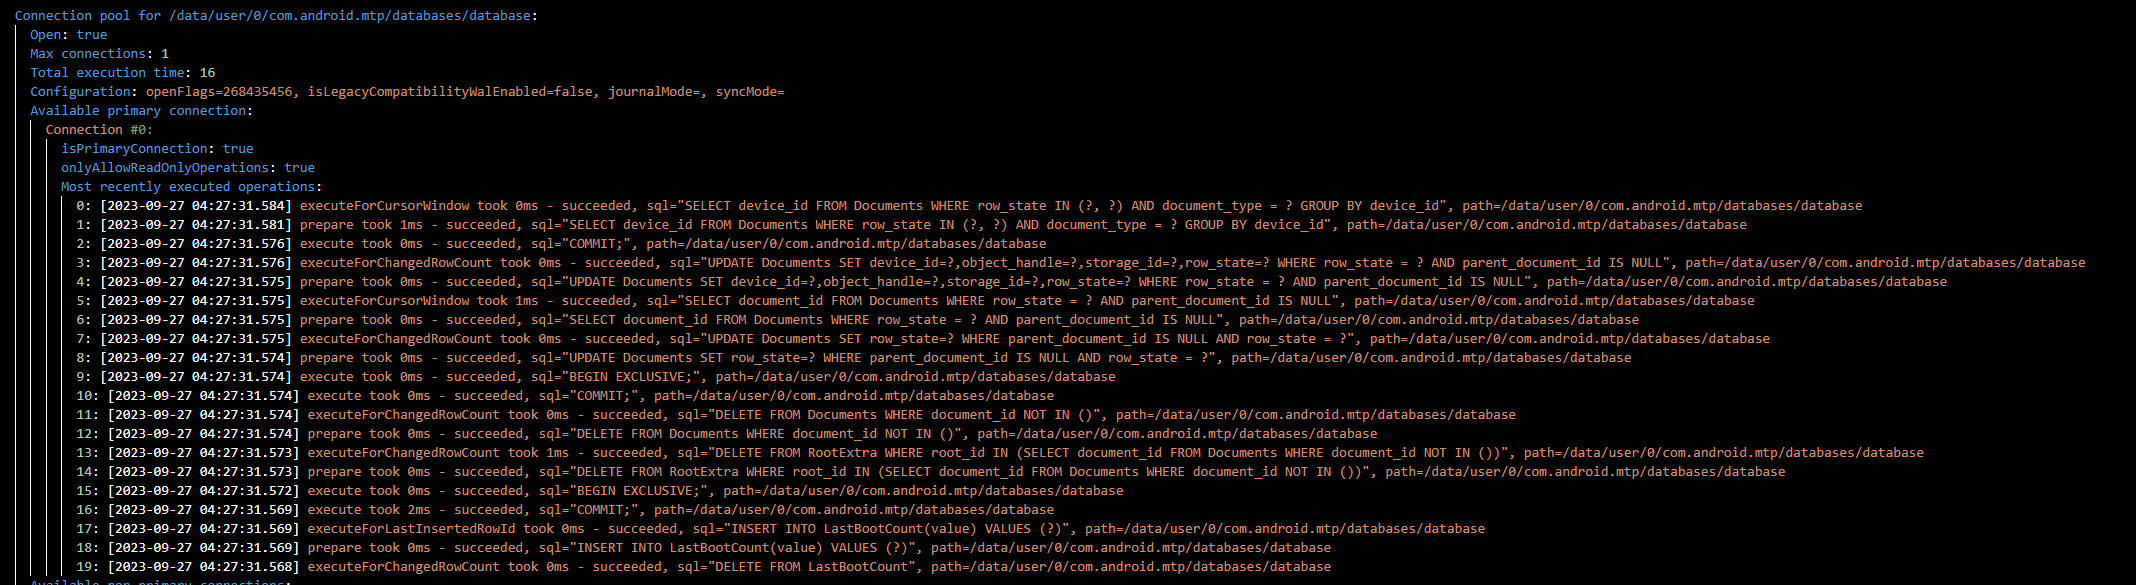 Connection pool for /data/user/0/com.android.mtp/databases/database:
Open: true
Max connections: 1
Total execution time: 16
Configuration: openFlags=268435456, isLegacyCompatibilityWalEnabled=false, journalMode=, syncMode=
Available primary connection:
Connection #0:
isPrimaryConnection: true
onlyAllowReadOnlyOperations: true
Most recently executed operations:
0: [2023-09-27 04:27:31.584] executeForCursorWindow took 0ms - succeeded, sql="SELECT device_id FROM Documents WHERE row_state IN (?, ?) AND document_type = ? GROUP BY device_id", path=/data/user/0/com.android.mtp/databases/database
1: [2023-09-27 04:27:31.581] prepare took 1ms - succeeded, sql="SELECT device_id FROM Documents WHERE row_state IN (?, ?) AND document_type = ? GROUP BY device_id", path=/data/user/0/com.android.mtp/databases/database
2: [2023-09-27 04:27:31.576] execute took 0ms - succeeded, sql="COMMIT;", path=/data/user/0/com.android.mtp/databases/database
3: [2023-09-27 04:27:31.576] executeForChangedRowCount took 0ms - succeeded, sql="UPDATE Documents SET device_id=?,object_handle=?,storage_id=?,row_state=? WHERE row_state = ? AND parent_document_id IS NULL", path=/data/user/0/com.android.mtp/databases/database
4: [2023-09-27 04:27:31.575] prepare took 0ms - succeeded, sql="UPDATE Documents SET device_id=?,object_handle=?,storage_id=?,row_state=? WHERE row_state = ? AND parent_document_id IS NULL", path=/data/user/0/com.android.mtp/databases/database
5: [2023-09-27 04:27:31.575] executeForCursorWindow took 1ms - succeeded, sql="SELECT document_id FROM Documents WHERE row_state = ? AND parent_document_id IS NULL", path=/data/user/0/com.android.mtp/databases/database
6: [2023-09-27 04:27:31.575] prepare took 0ms - succeeded, sql="SELECT document_id FROM Documents WHERE row_state = ? AND parent_document_id IS NULL", path=/data/user/0/com.android.mtp/databases/database
7: [2023-09-27 04:27:31.575] executeForChangedRowCount took 0ms - succeeded, sql="UPDATE Documents SET row_state=? WHERE parent_document_id IS NULL AND row_state = ?", path=/data/user/0/com.android.mtp/databases/database
8: [2023-09-27 04:27:31.574] prepare took 0ms - succeeded, sql="UPDATE Documents SET row_state=? WHERE parent_document_id IS NULL AND row_state = ?", path=/data/user/0/com.android.mtp/databases/database
9: [2023-09-27 04:27:31.574] execute took 0ms - succeeded, sql="BEGIN EXCLUSIVE;", path=/data/user/0/com.android.mtp/databases/database
10: [2023-09-27 04:27:31.574] execute took 0ms - succeeded, sql="COMMIT;", path=/data/user/0/com.android.mtp/databases/database
11: [2023-09-27 04:27:31.574] executeForChangedRowCount took 0ms - succeeded, sql="DELETE FROM Documents WHERE document_id NOT IN ()", path=/data/user/0/com.android.mtp/databases/database
12: [2023-09-27 04:27:31.574] prepare took 0ms - succeeded, sql="DELETE FROM Documents WHERE document_id NOT IN ()", path=/data/user/0/com.android.mtp/databases/database
13: [2023-09-27 04:27:31.573] executeForChangedRowCount took 1ms - succeeded, sql="DELETE FROM RootExtra WHERE root_id IN (SELECT document_id FROM Documents WHERE document_id NOT IN ())", path=/data/user/0/com.android.mtp/databases/database
14: [2023-09-27 04:27:31.573] prepare took 0ms - succeeded, sql="DELETE FROM RootExtra WHERE root_id IN (SELECT document_id FROM Documents WHERE document_id NOT IN ())", path=/data/user/0/com.android.mtp/databases/database
15: [2023-09-27 04:27:31.572] execute took 0ms - succeeded, sql="BEGIN EXCLUSIVE;", path=/data/user/0/com.android.mtp/databases/database
16: [2023-09-27 04:27:31.569] execute took 2ms - succeeded, sql="COMMIT;", path=/data/user/0/com.android.mtp/databases/database
17: [2023-09-27 04:27:31.569] executeForLastInsertedRowId took 0ms - succeeded, sql="INSERT INTO LastBootCount(value) VALUES (?)", path=/data/user/0/com.android.mtp/databases/database
18: [2023-09-27 04:27:31.569] prepare took 0ms - succeeded, sql="INSERT INTO LastBootCount(value) VALUES (?)", path=/data/user/0/com.android.mtp/databases/database
19: [2023-09-27 04:27:31.568] executeForChangedRowCount took 0ms - succeeded, sql="DELETE FROM LastBootCount", path=/data/user/0/com.android.mtp/databases/database